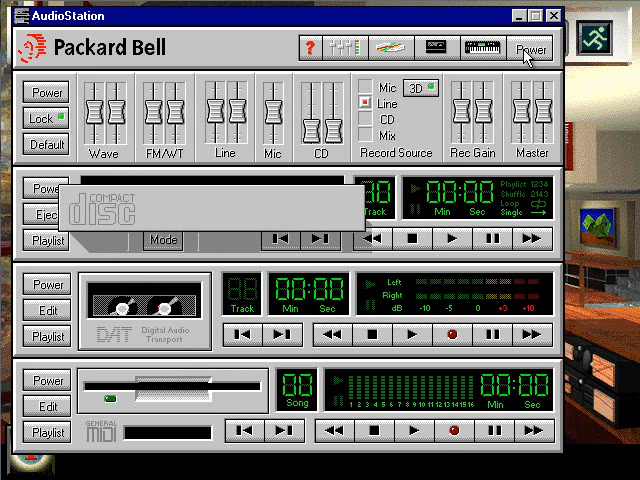 AudioStation
Packard Bell
?
Power
Power
Lock
Default
Wave
FM/WT
Line
Mic
CD
Mic
3D
Line
CD
Mix
Record Source
Rec Gain
Master
Power
Eject
Playlist
COMPACT
disc
Mode
Track
00:00
Min Sec
Playlist 1234
Shuffle 2143
Loop
Single
Power
Edit
Playlist
DAT
Digital Audio
Transport
Track
00:00
Min Sec
Left
Right
dB -10 -5 0 +3 +10
Power
Edit
Playlist
GENERAL
MIDI
00
Song
1 2 3 4 5 6 7 8 9 10 11 12 13 14 15 16
00:00
Min Sec